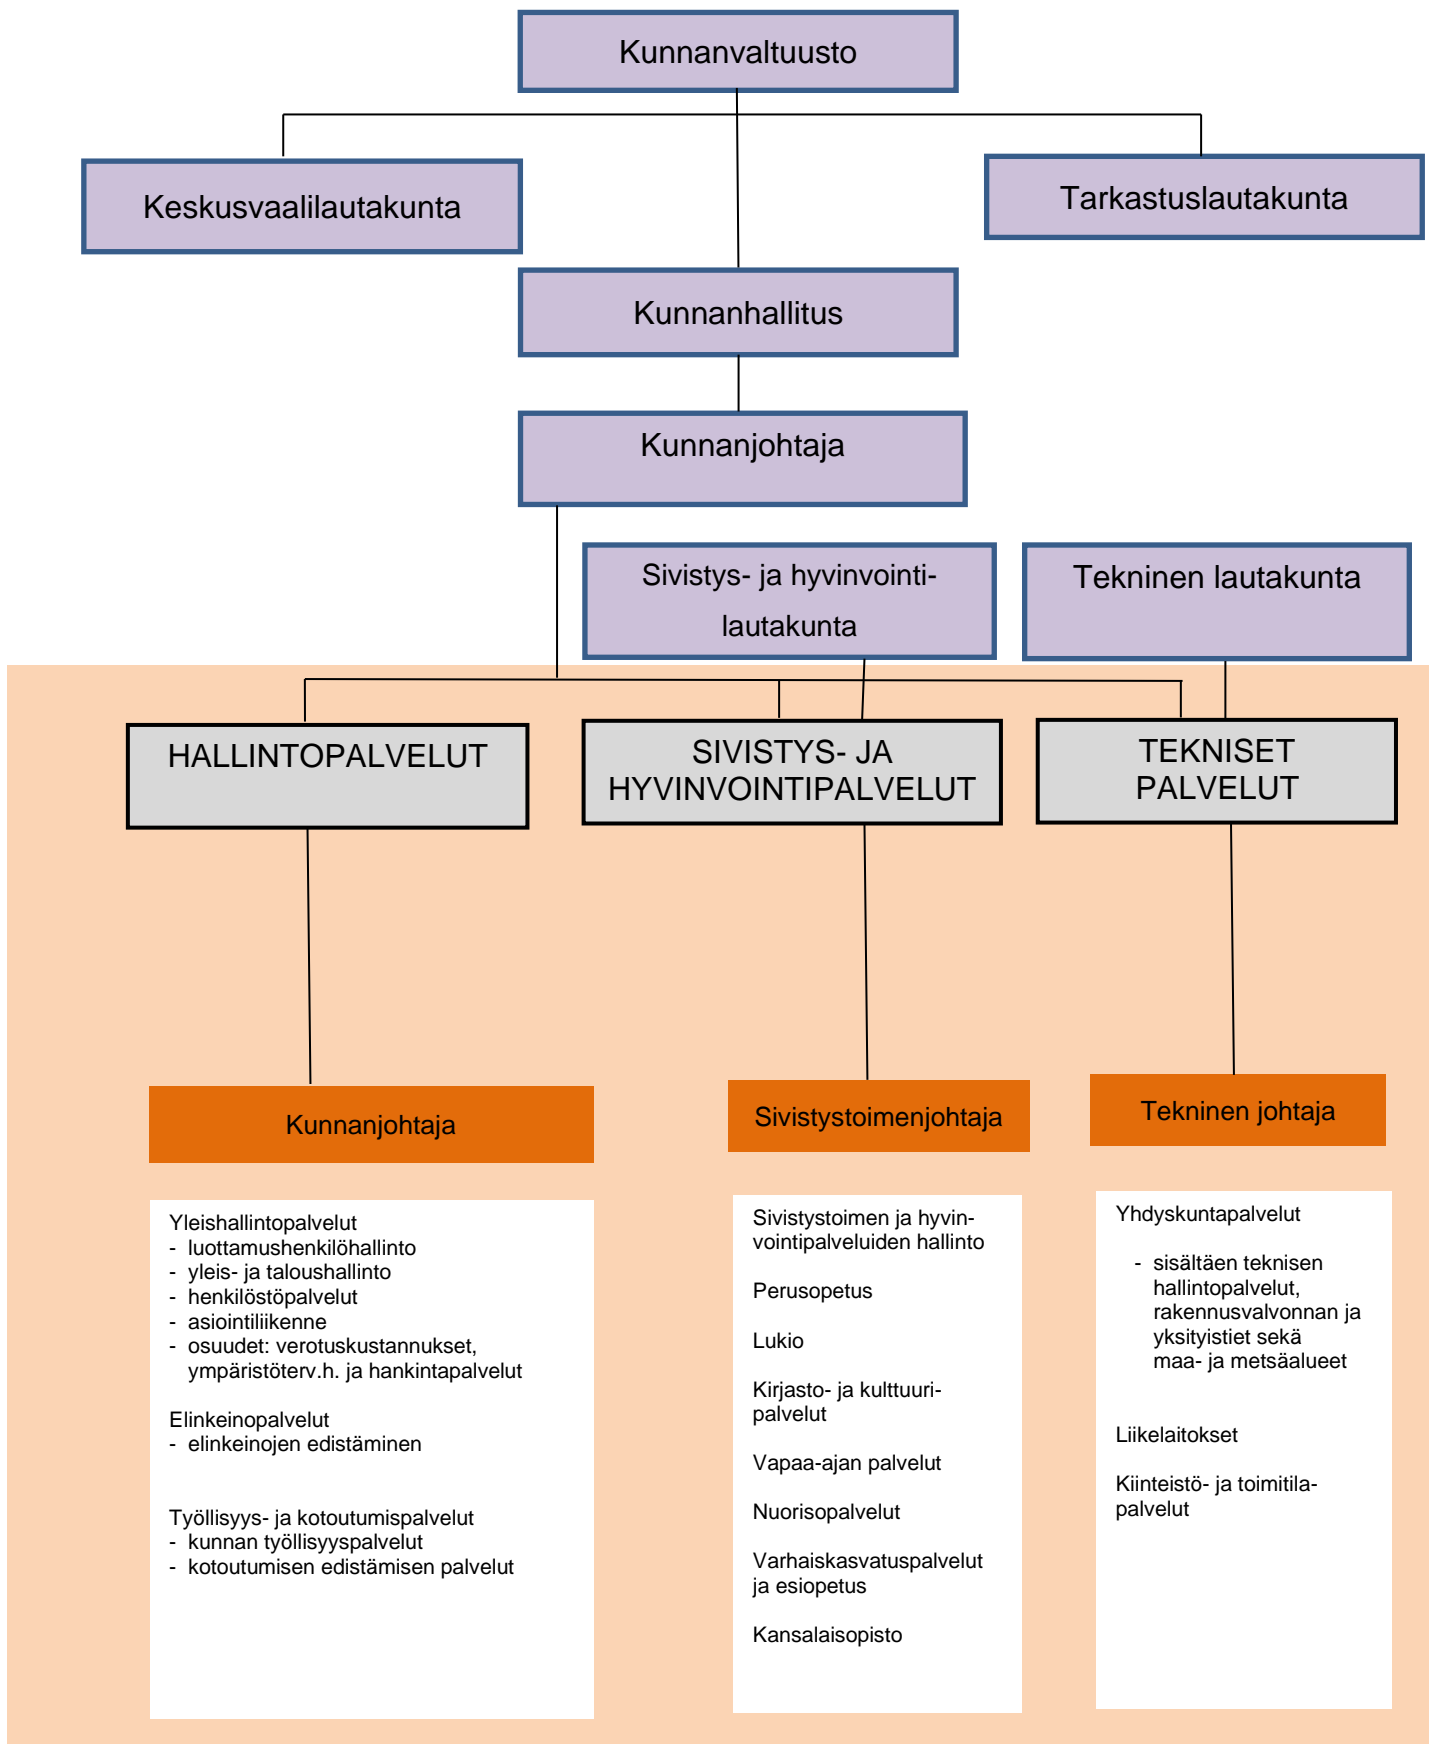 Kunnanvaltuusto
Keskusvaalilautakunta
Tarkastuslautakunta
Kunnanhallitus
Kunnanjohtaja
Sivistys- ja hyvinvointi-
lautakunta
Tekninen lautakunta
HALLINTOPALVELUT
SIVISTYS- JA
HYVINVOINTIPALVELUT
TEKNISET
PALVELUT
Kunnanjohtaja
Sivistystoimenjohtaja
Tekninen johtaja
Yleishallintopalvelut
- luottamushenkilöhallinto
- yleis- ja taloushallinto
- henkilöstöpalvelut
- asiointiliikenne
- osuudet: verotuskustannukset,
ympäristöterv.h. ja hankintapalvelut
Elinkeinopalvelut
- elinkeinojen edistäminen
Työllisyys- ja kotoutumispalvelut
- kunnan työllisyyspalvelut
- kotoutumisen edistämisen palvelut
Sivistystoimen ja hyvin-
vointipalveluiden hallinto
Perusopetus
Lukio
Kirjasto- ja kulttuuri-
palvelut
Vapaa-ajan palvelut
Nuorisopalvelut
Varhaiskasvatuspalvelut
ja esiopetus
Kansalaisopisto
Yhdyskuntapalvelut
- sisältäen teknisen
hallintopalvelut,
rakennusvalvonnan ja
yksityistiet sekä
maa- ja metsäalueet
Liikelaitokset
Kiinteistö- ja toimitila-
palvelut